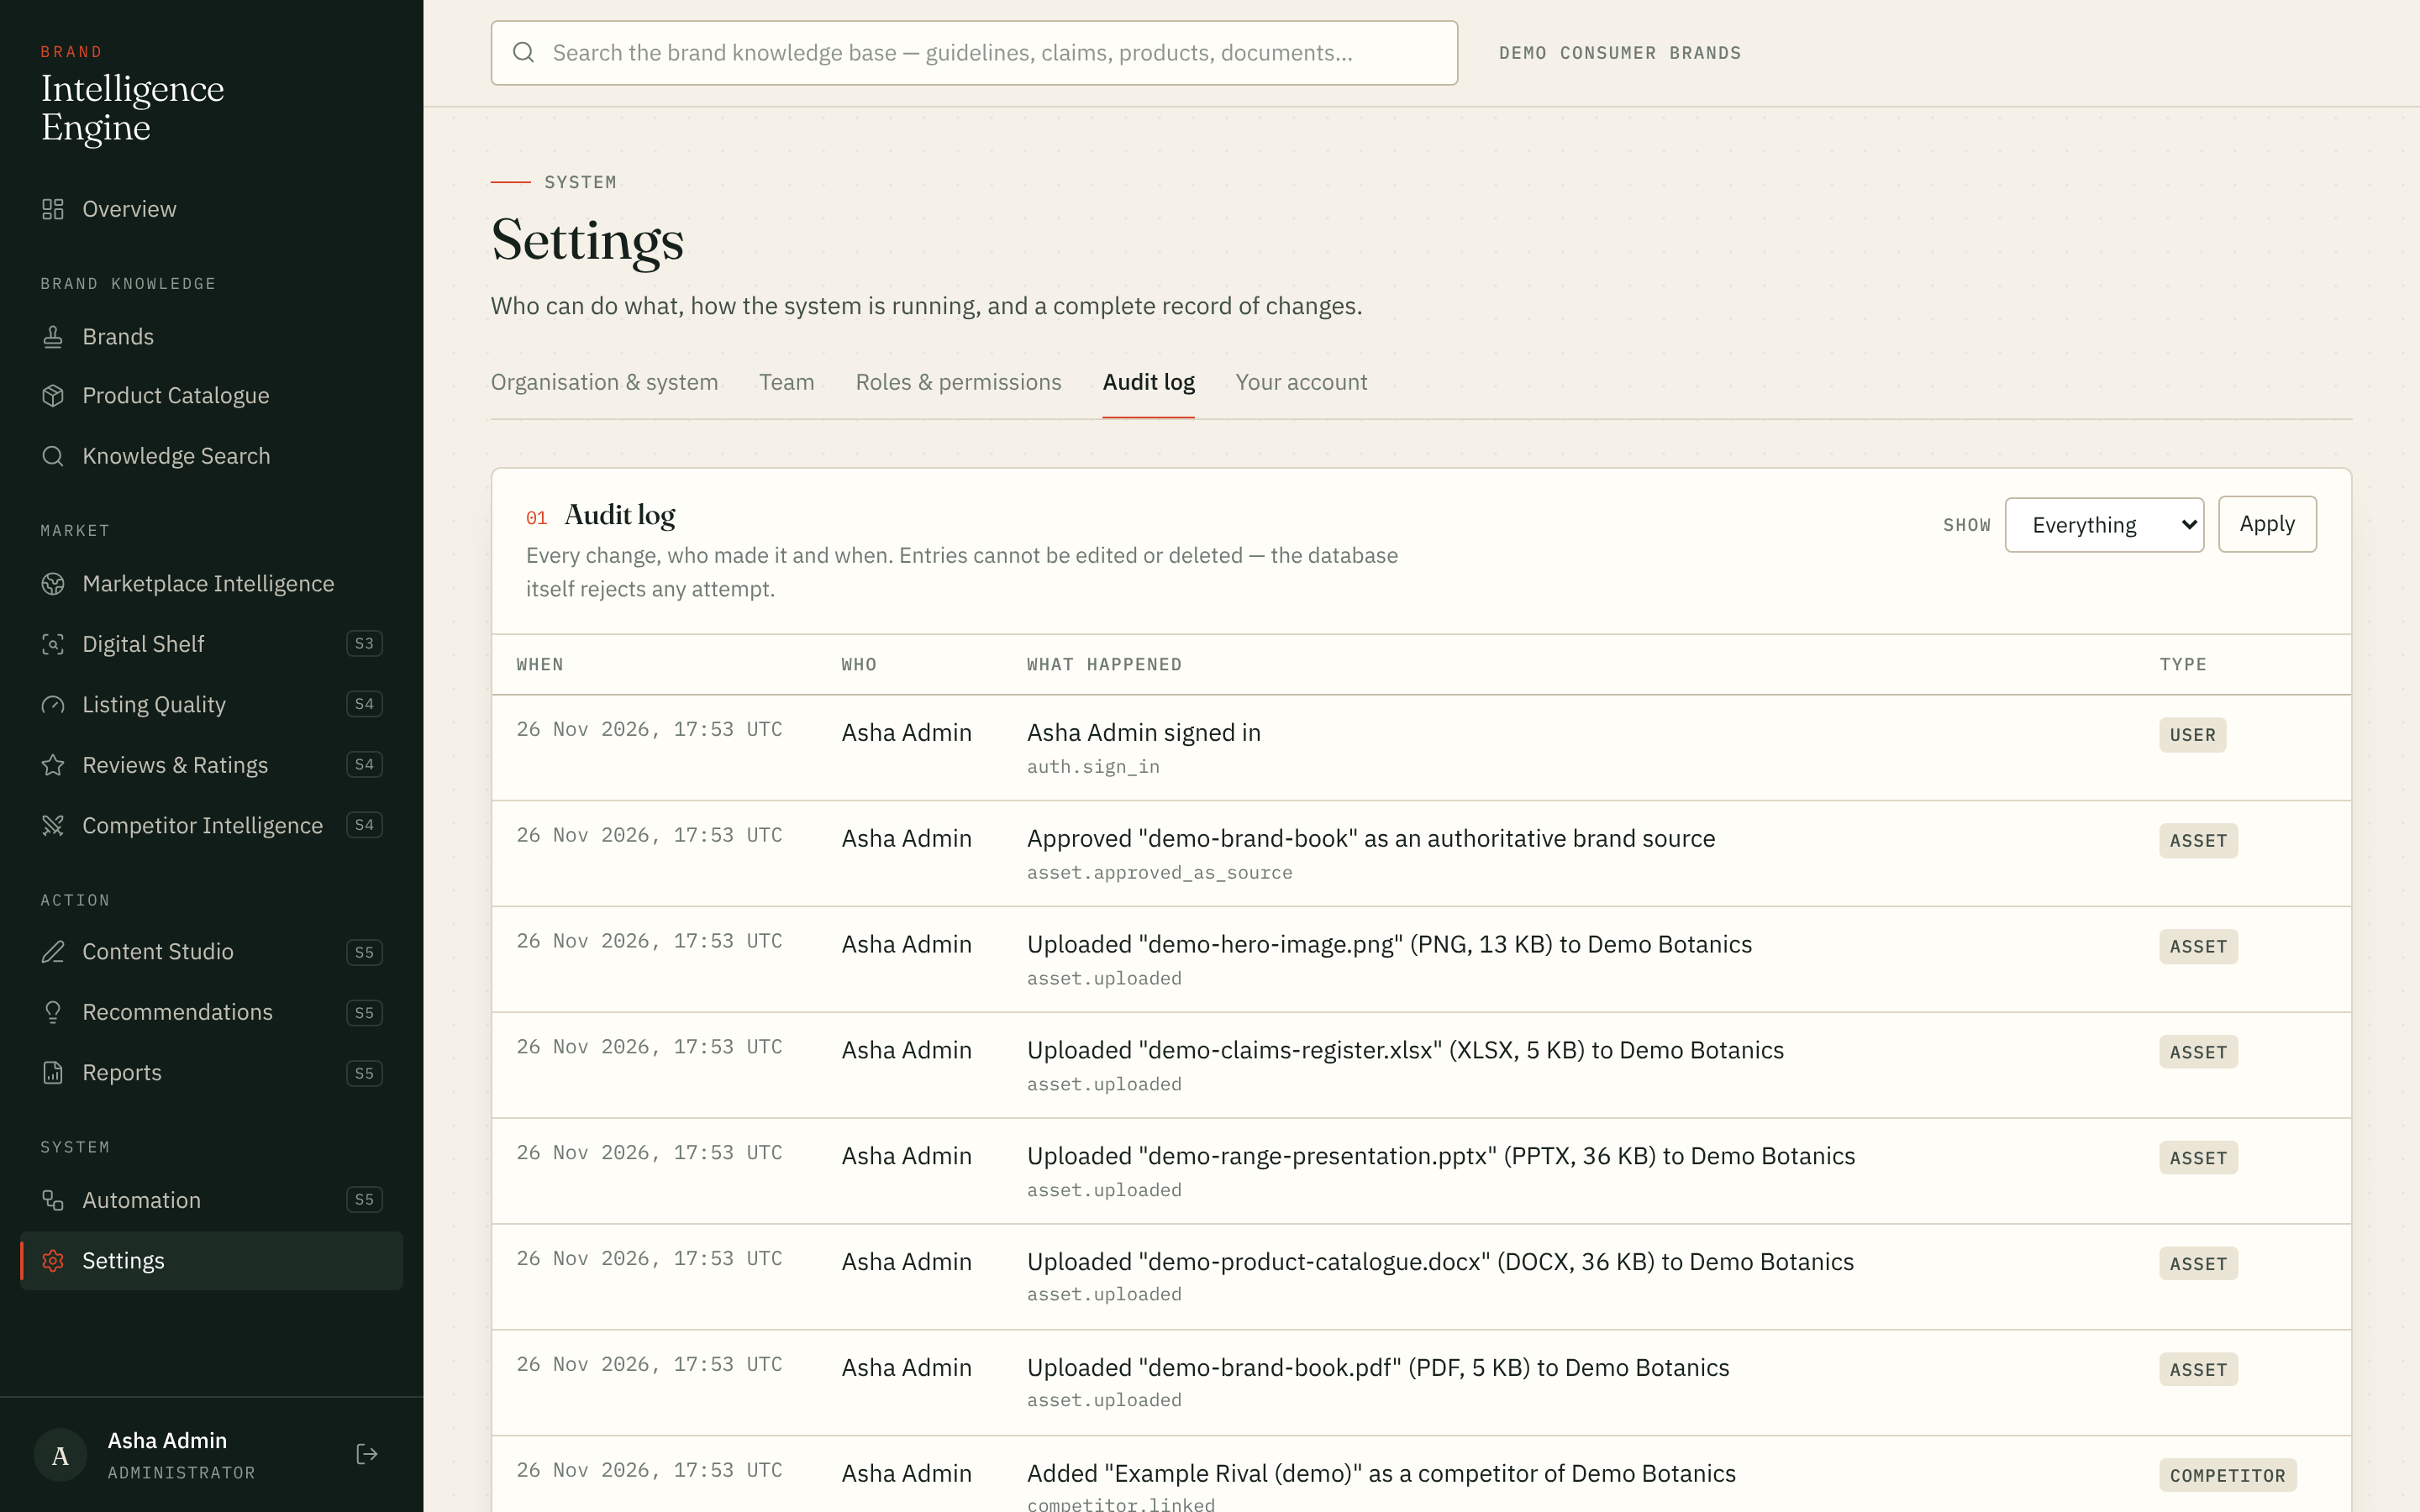 BRAND
Intelligence
Engine
Overview
BRAND KNOWLEDGE
Brands
Product Catalogue
Knowledge Search
MARKET
Marketplace Intelligence
Digital Shelf S3
Listing Quality S4
Reviews & Ratings S4
Competitor Intelligence S4
ACTION
Content Studio S5
Recommendations S5
Reports S5
SYSTEM
Automation S5
Settings
A
Asha Admin
ADMINISTRATOR
Search the brand knowledge base — guidelines, claims, products, documents...
DEMO CONSUMER BRANDS
SYSTEM
Settings
Who can do what, how the system is running, and a complete record of changes.
Organisation & system Team Roles & permissions Audit log Your account
01 Audit log
Every change, who made it and when. Entries cannot be edited or deleted — the database
itself rejects any attempt.
SHOW Everything Apply
WHEN WHO WHAT HAPPENED TYPE
26 Nov 2026, 17:53 UTC Asha Admin Asha Admin signed in USER
auth.sign_in
26 Nov 2026, 17:53 UTC Asha Admin Approved "demo-brand-book" as an authoritative brand source ASSET
asset.approved_as_source
26 Nov 2026, 17:53 UTC Asha Admin Uploaded "demo-hero-image.png" (PNG, 13 KB) to Demo Botanics ASSET
asset.uploaded
26 Nov 2026, 17:53 UTC Asha Admin Uploaded "demo-claims-register.xlsx" (XLSX, 5 KB) to Demo Botanics ASSET
asset.uploaded
26 Nov 2026, 17:53 UTC Asha Admin Uploaded "demo-range-presentation.pptx" (PPTX, 36 KB) to Demo Botanics ASSET
asset.uploaded
26 Nov 2026, 17:53 UTC Asha Admin Uploaded "demo-product-catalogue.docx" (DOCX, 36 KB) to Demo Botanics ASSET
asset.uploaded
26 Nov 2026, 17:53 UTC Asha Admin Uploaded "demo-brand-book.pdf" (PDF, 5 KB) to Demo Botanics ASSET
asset.uploaded
26 Nov 2026, 17:53 UTC Asha Admin Added "Example Rival (demo)" as a competitor of Demo Botanics COMPETITOR
competitor.linked